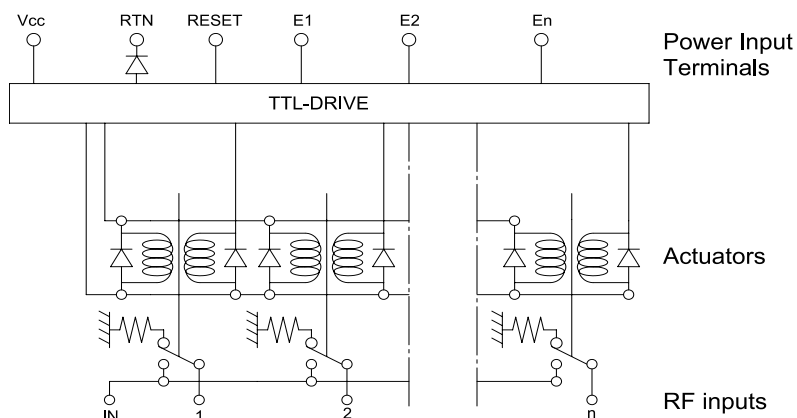 Vcc RTN RESET E1 E2 En
Power Input
Terminals
TTL-DRIVE
Actuators
IN 1 2 n
RF inputs